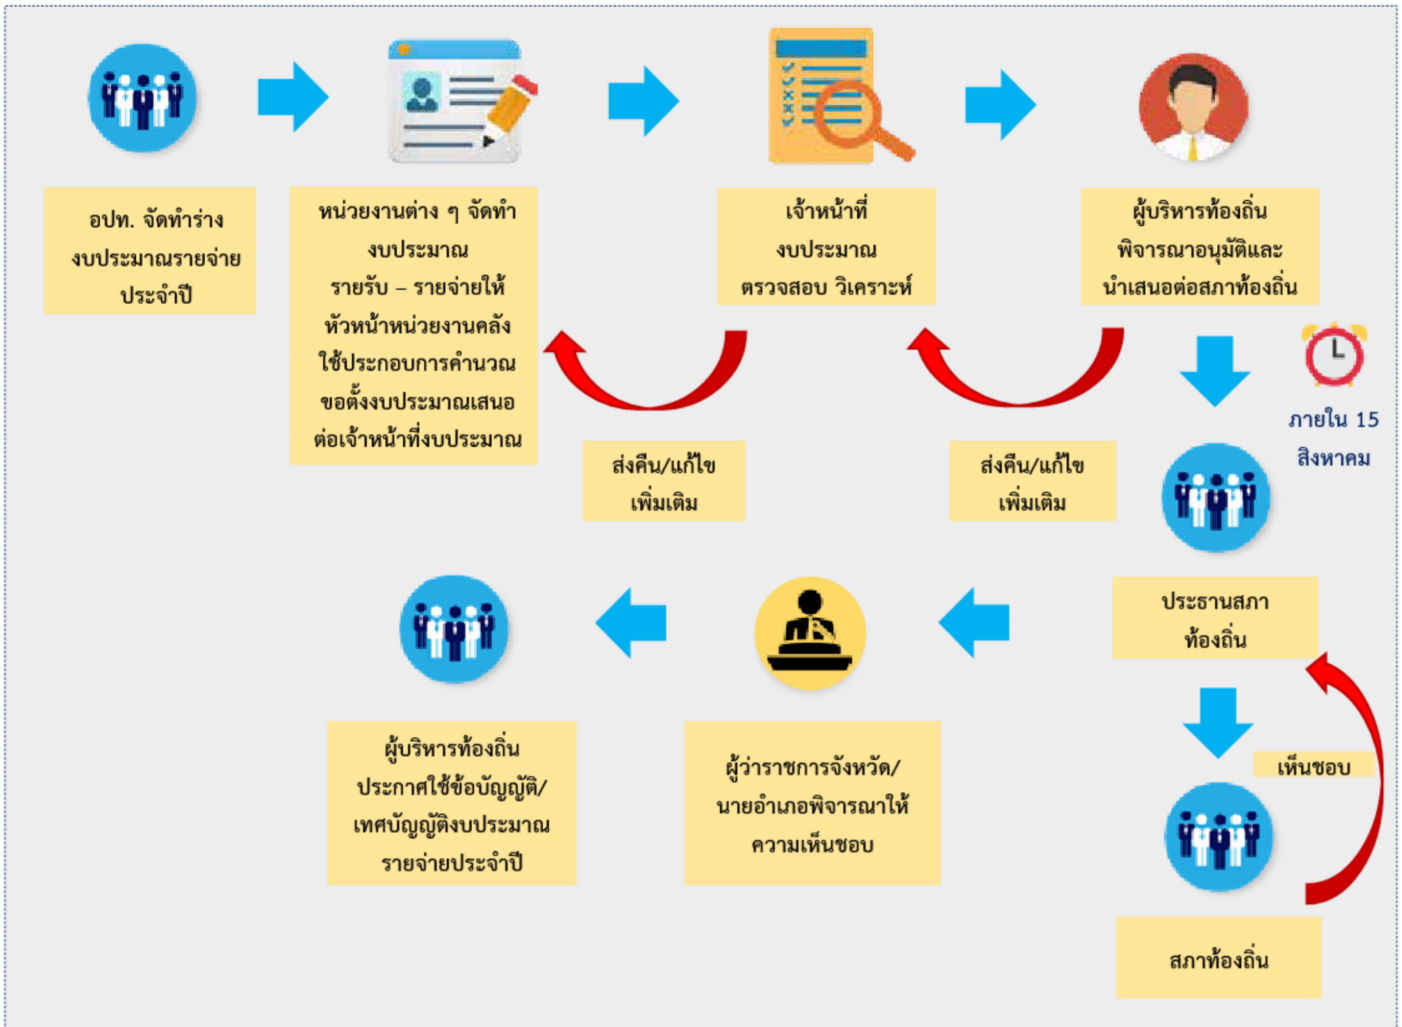 อปท. จัดทำร่าง
งบประมาณรายจ่าย
ประจำปี
หน่วยงานต่าง ๆ จัดทำ
งบประมาณ
รายรับ – รายจ่ายให้
หัวหน้าหน่วยงานคลัง
ใช้ประกอบการคำนวณ
ขอตั้งงบประมาณเสนอ
ต่อเจ้าหน้าที่งบประมาณ
เจ้าหน้าที่
งบประมาณ
ตรวจสอบ วิเคราะห์
ผู้บริหารท้องถิ่น
พิจารณาอนุมัติและ
นำเสนอต่อสภาท้องถิ่น
ภายใน 15
สิงหาคม
ส่งคืน/แก้ไข
เพิ่มเติม
ส่งคืน/แก้ไข
เพิ่มเติม
ประธานสภา
ท้องถิ่น
เห็นชอบ
สภาท้องถิ่น
ผู้ว่าราชการจังหวัด/
นายอำเภอพิจารณาให้
ความเห็นชอบ
ผู้บริหารท้องถิ่น
ประกาศใช้ข้อบัญญัติ/
เทศบัญญัติงบประมาณ
รายจ่ายประจำปี